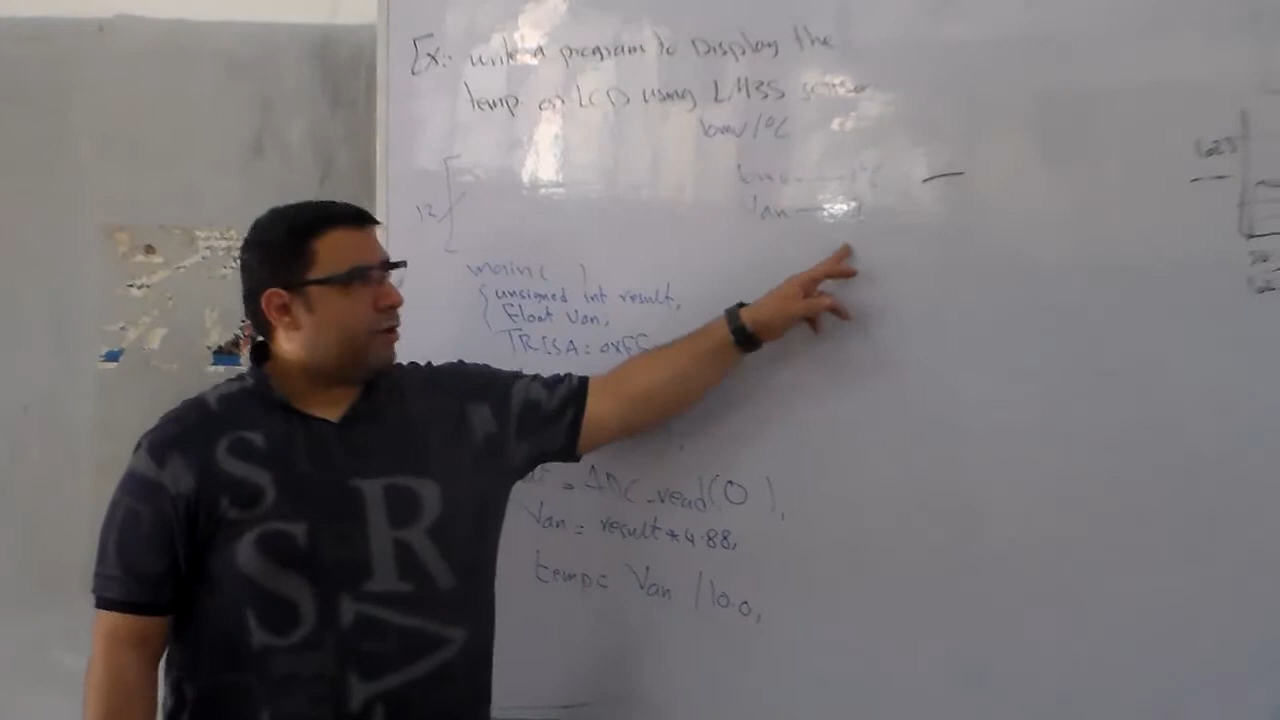 Ex:- write a program to Display the
temp on LCD using LM35 sensor
10mv/°C
Van
12
main( )
{ unsigned int result,
Float Van;
TRISA = 0xFF
= ADC_read(0),
Van = result*4.88,
temp= Van /10.0,
S
S R
V